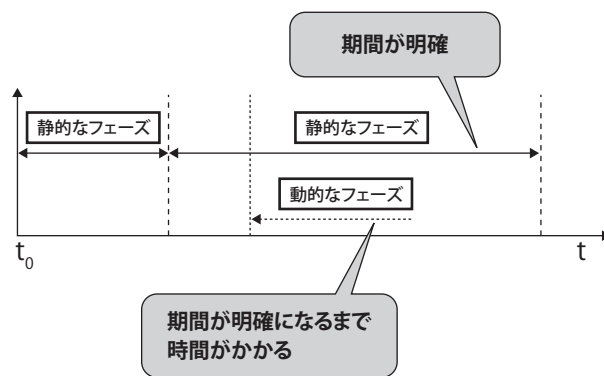 期間が明確
静的なフェーズ
静的なフェーズ
動的なフェーズ
t0
t
期間が明確になるまで
時間がかかる